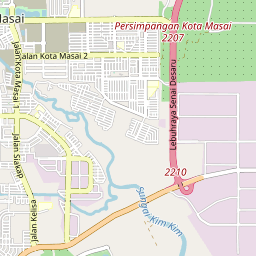 Masai
Persimpangan Kota Masai
2207
Jalan Kota Masai 2
Jalan Kota Masai 1
Lebuhraya Senai Desaru
Jalan Siakap
2210
Jalan Kelisa
Sungai Kim Kim